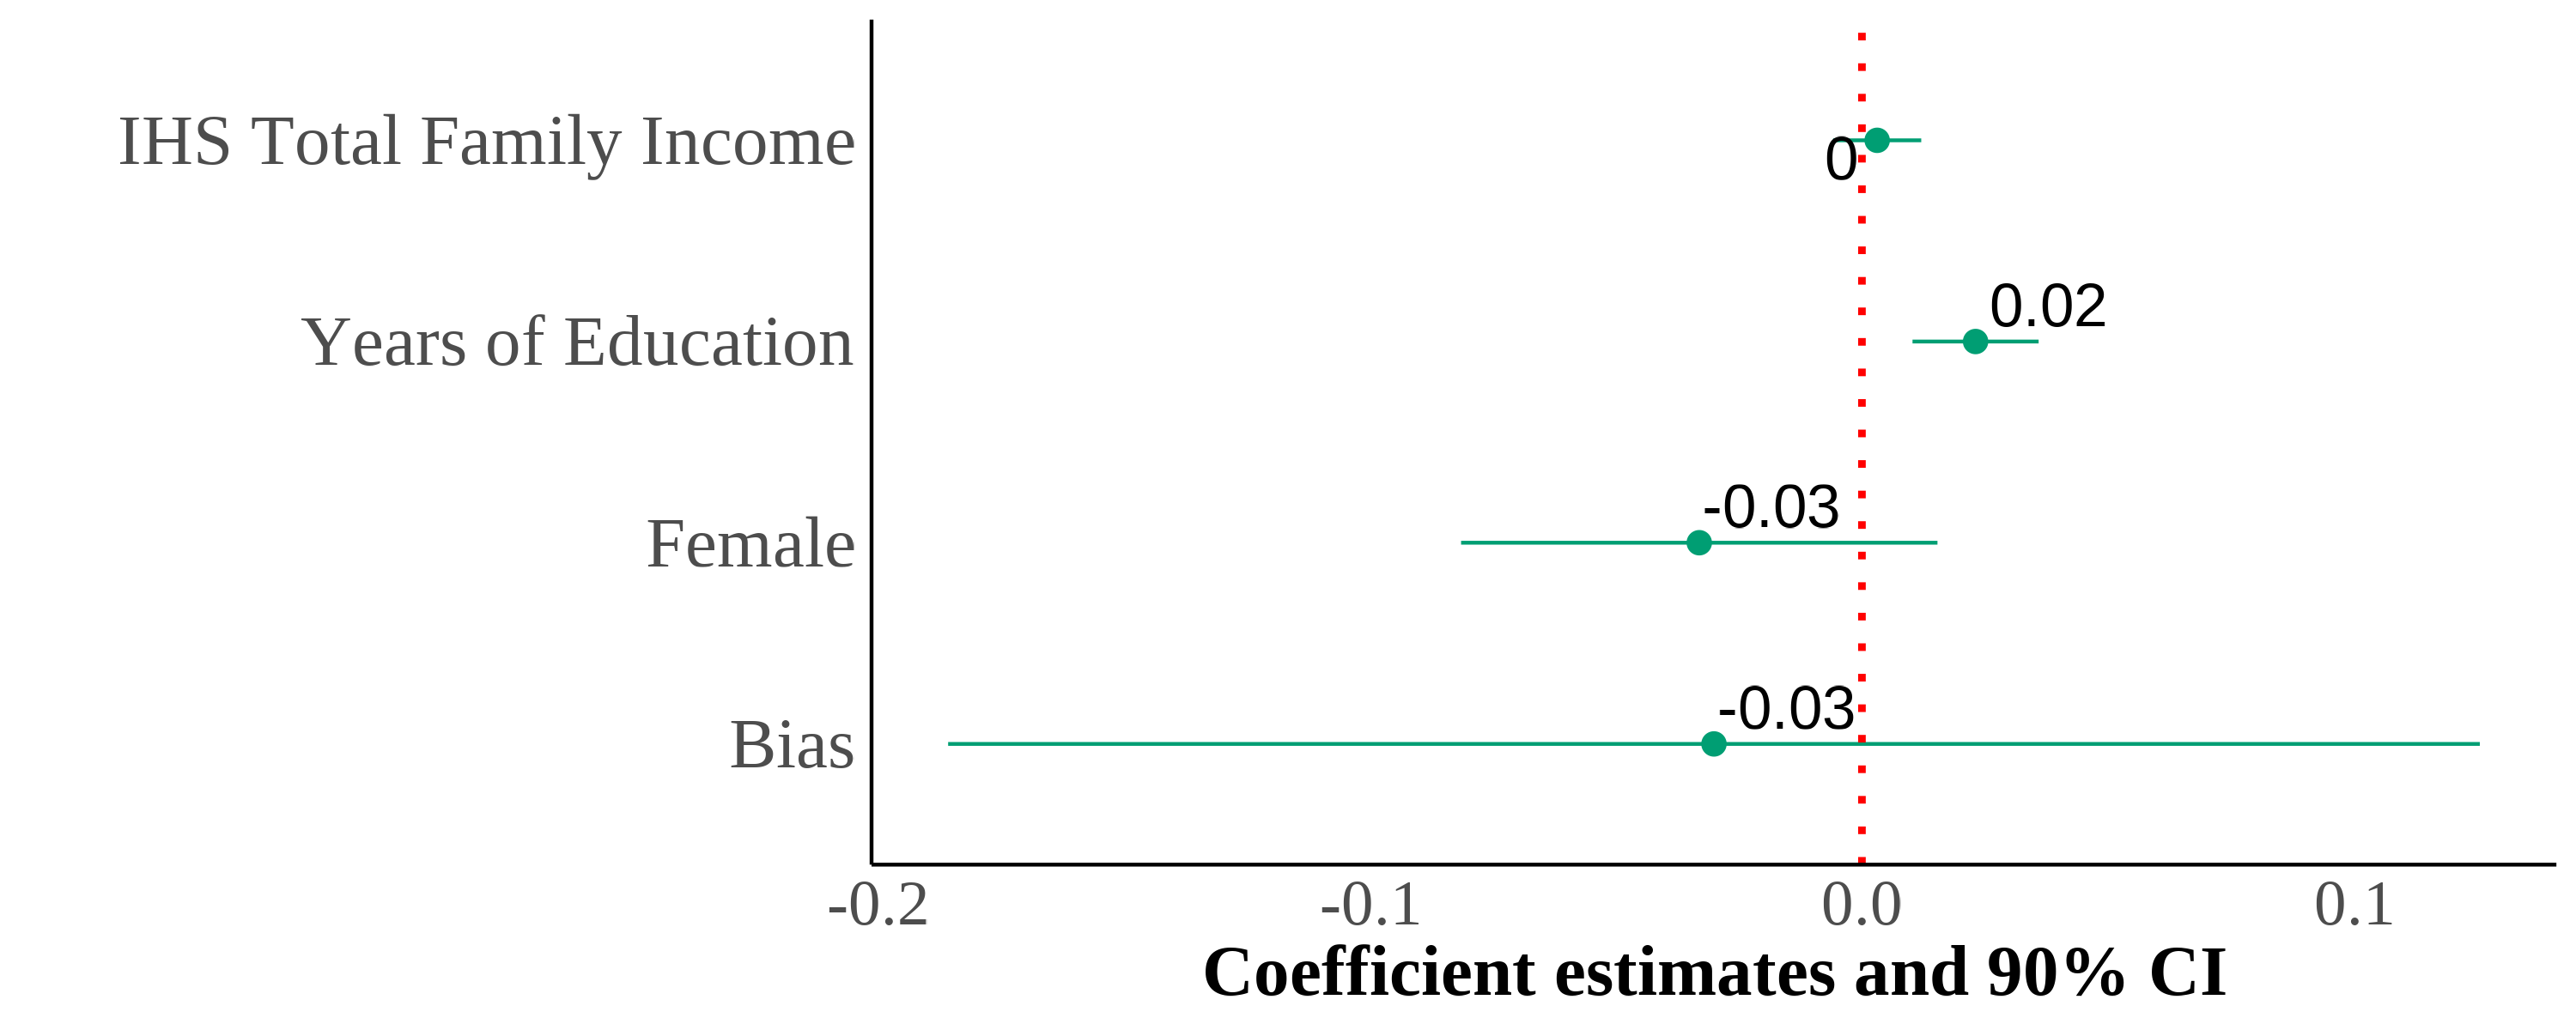 IHS Total Family Income
0
0.02
Years of Education
-0.03
Female
-0.03
Bias
-0.2 -0.1 0.0 0.1
Coefficient estimates and 90% CI